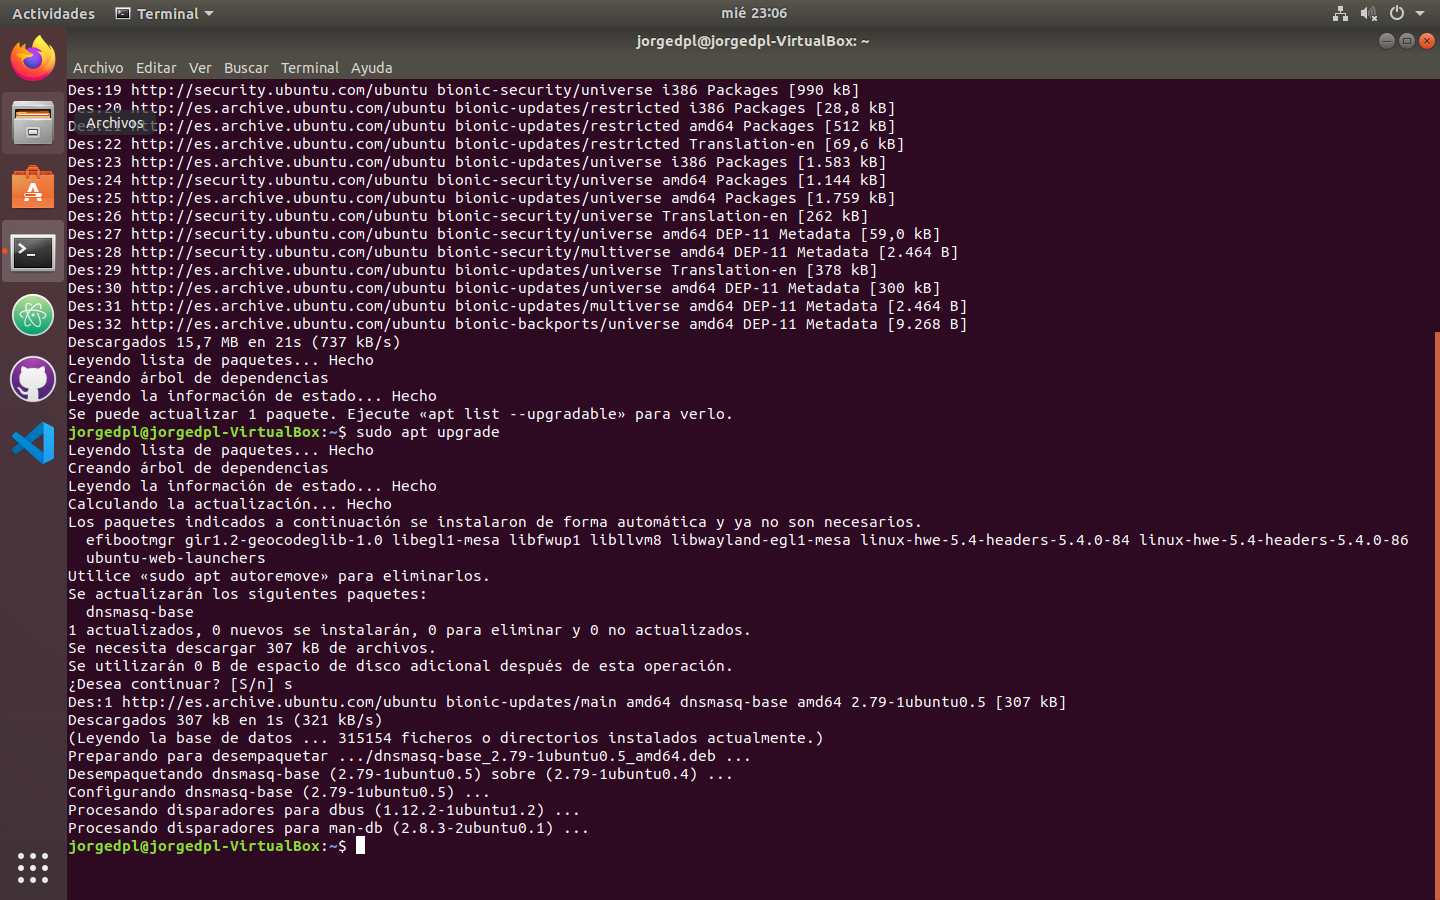 Actividades
Terminal
mié 23:06
jorgedpl@jorgedpl-VirtualBox: ~
Archivo Editar Ver Buscar Terminal Ayuda
Archivos
Des:19 http://security.ubuntu.com/ubuntu bionic-security/universe i386 Packages [990 kB]
Des:20 http://es.archive.ubuntu.com/ubuntu bionic-updates/restricted i386 Packages [28,8 kB]
Des:21 http://es.archive.ubuntu.com/ubuntu bionic-updates/restricted amd64 Packages [512 kB]
Des:22 http://es.archive.ubuntu.com/ubuntu bionic-updates/restricted Translation-en [69,6 kB]
Des:23 http://es.archive.ubuntu.com/ubuntu bionic-updates/universe i386 Packages [1.583 kB]
Des:24 http://security.ubuntu.com/ubuntu bionic-security/universe amd64 Packages [1.144 kB]
Des:25 http://es.archive.ubuntu.com/ubuntu bionic-updates/universe amd64 Packages [1.759 kB]
Des:26 http://security.ubuntu.com/ubuntu bionic-security/universe Translation-en [262 kB]
Des:27 http://security.ubuntu.com/ubuntu bionic-security/universe amd64 DEP-11 Metadata [59,0 kB]
Des:28 http://security.ubuntu.com/ubuntu bionic-security/multiverse amd64 DEP-11 Metadata [2.464 B]
Des:29 http://es.archive.ubuntu.com/ubuntu bionic-updates/universe Translation-en [378 kB]
Des:30 http://es.archive.ubuntu.com/ubuntu bionic-updates/universe amd64 DEP-11 Metadata [300 kB]
Des:31 http://es.archive.ubuntu.com/ubuntu bionic-updates/multiverse amd64 DEP-11 Metadata [2.464 B]
Des:32 http://es.archive.ubuntu.com/ubuntu bionic-backports/universe amd64 DEP-11 Metadata [9.268 B]
Descargados 15,7 MB en 21s (737 kB/s)
Leyendo lista de paquetes... Hecho
Creando árbol de dependencias
Leyendo la información de estado... Hecho
Se puede actualizar 1 paquete. Ejecute «apt list --upgradable» para verlo.
jorgedpl@jorgedpl-VirtualBox:~$ sudo apt upgrade
Leyendo lista de paquetes... Hecho
Creando árbol de dependencias
Leyendo la información de estado... Hecho
Calculando la actualización... Hecho
Los paquetes indicados a continuación se instalaron de forma automática y ya no son necesarios.
efibootmgr gir1.2-geocodeglib-1.0 libegl1-mesa libfwup1 libllvm8 libwayland-egl1-mesa linux-hwe-5.4-headers-5.4.0-84 linux-hwe-5.4-headers-5.4.0-86
ubuntu-web-launchers
Utilice «sudo apt autoremove» para eliminarlos.
Se actualizarán los siguientes paquetes:
dnsmasq-base
1 actualizados, 0 nuevos se instalarán, 0 para eliminar y 0 no actualizados.
Se necesita descargar 307 kB de archivos.
Se utilizarán 0 B de espacio de disco adicional después de esta operación.
¿Desea continuar? [S/n] s
Des:1 http://es.archive.ubuntu.com/ubuntu bionic-updates/main amd64 dnsmasq-base amd64 2.79-1ubuntu0.5 [307 kB]
Descargados 307 kB en 1s (321 kB/s)
(Leyendo la base de datos ... 315154 ficheros o directorios instalados actualmente.)
Preparando para desempaquetar .../dnsmasq-base_2.79-1ubuntu0.5_amd64.deb ...
Desempaquetando dnsmasq-base (2.79-1ubuntu0.5) sobre (2.79-1ubuntu0.4) ...
Configurando dnsmasq-base (2.79-1ubuntu0.5) ...
Procesando disparadores para dbus (1.12.2-1ubuntu1.2) ...
Procesando disparadores para man-db (2.8.3-2ubuntu0.1) ...
jorgedpl@jorgedpl-VirtualBox:~$